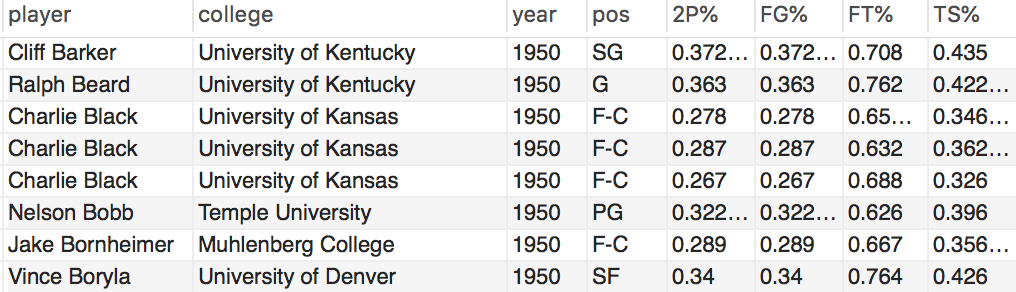 player college year pos 2P% FG% FT% TS%
Cliff Barker University of Kentucky 1950 SG 0.372... 0.372... 0.708 0.435
Ralph Beard University of Kentucky 1950 G 0.363 0.363 0.762 0.422...
Charlie Black University of Kansas 1950 F-C 0.278 0.278 0.65... 0.346...
Charlie Black University of Kansas 1950 F-C 0.287 0.287 0.632 0.362...
Charlie Black University of Kansas 1950 F-C 0.267 0.267 0.688 0.326
Nelson Bobb Temple University 1950 PG 0.322... 0.322... 0.626 0.396
Jake Bornheimer Muhlenberg College 1950 F-C 0.289 0.289 0.667 0.356...
Vince Boryla University of Denver 1950 SF 0.34 0.34 0.764 0.426